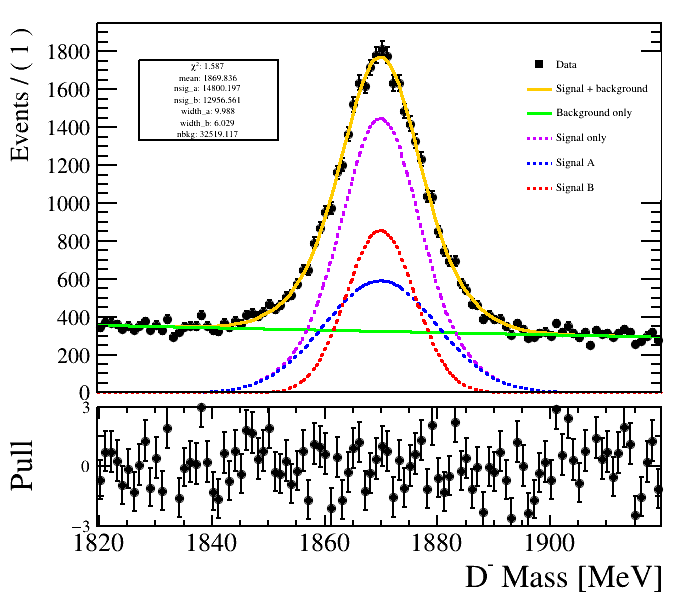 Events / ( 1 )
1800
1600
1400
1200
1000
800
600
400
200
0
χ²: 1.587
mean: 1869.836
nsig_a: 14800.197
nsig_b: 12956.561
width_a: 9.988
width_b: 6.029
nbkg: 32519.117
Data
Signal + background
Background only
Signal only
Signal A
Signal B
Pull
3
0
−3
1820 1840 1860 1880 1900
D⁻ Mass [MeV]